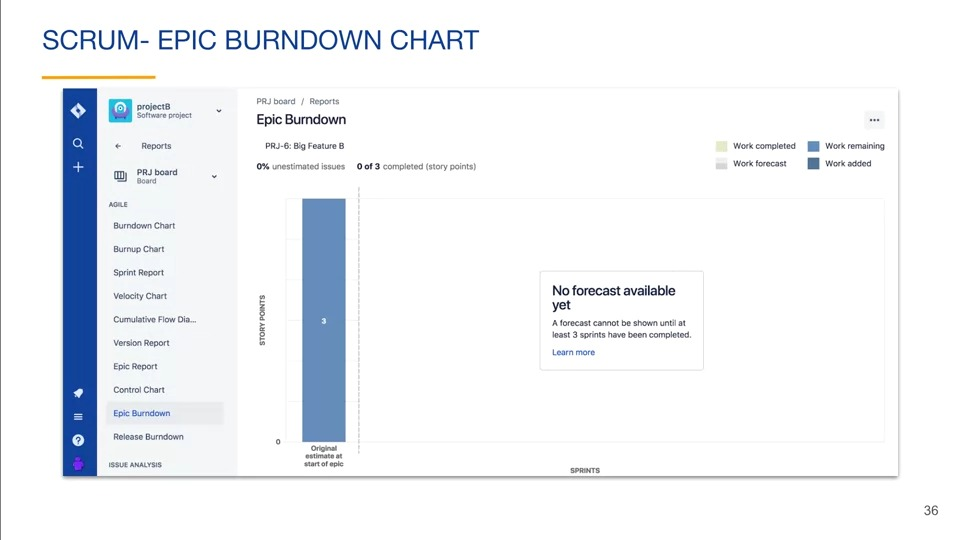 SCRUM- EPIC BURNDOWN CHART
projectB
Software project
Reports
PRJ board
Board
AGILE
Burndown Chart
Burnup Chart
Sprint Report
Velocity Chart
Cumulative Flow Dia...
Version Report
Epic Report
Control Chart
Epic Burndown
Release Burndown
ISSUE ANALYSIS
?
PRJ board / Reports
Epic Burndown
PRJ-6: Big Feature B
0% unestimated issues 0 of 3 completed (story points)
Work completed
Work remaining
Work forecast
Work added
STORY POINTS
3
0
Original
estimate at
start of epic
No forecast available
yet
A forecast cannot be shown until at
least 3 sprints have been completed.
Learn more
SPRINTS
36